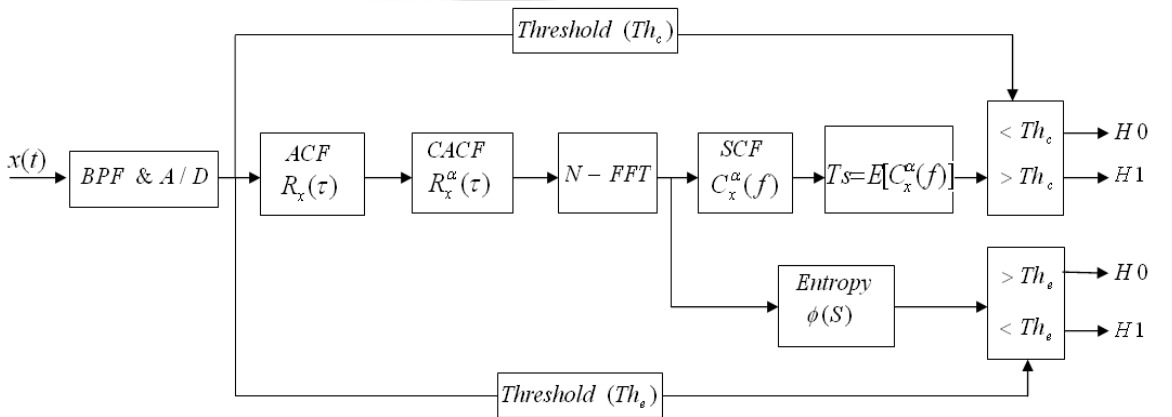 Threshold (Th_c)
x(t)
BPF & A/D
ACF
R_x(τ)
CACF
R_x^α(τ)
N − FFT
SCF
C_x^α(f)
Ts=E[C_x^α(f)]
< Th_c
> Th_c
H0
H1
Entropy
ϕ(S)
> Th_e
< Th_e
H0
H1
Threshold (Th_e)